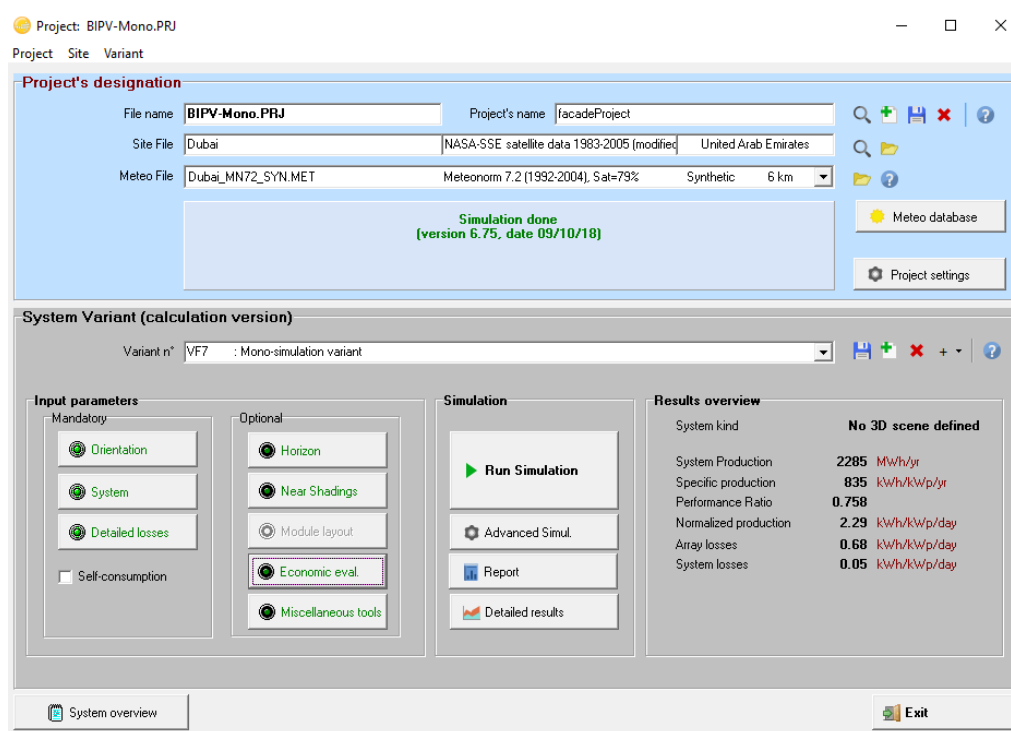 Project: BIPV-Mono.PRJ
Project Site Variant
Project's designation
File name BIPV-Mono.PRJ Project's name facadeProject
Site File Dubai NASA-SSE satellite data 1983-2005 (modified United Arab Emirates
Meteo File Dubai_MN72_SYN.MET Meteonorm 7.2 (1992-2004), Sat=79% Synthetic 6 km
Simulation done
(version 6.75, date 09/10/18)
Meteo database
Project settings
System Variant (calculation version)
Variant n° VF7 : Mono-simulation variant
Input parameters
Mandatory
Orientation
System
Detailed losses
Self-consumption
Optional
Horizon
Near Shadings
Module layout
Economic eval.
Miscellaneous tools
Simulation
Run Simulation
Advanced Simul.
Report
Detailed results
Results overview
System kind No 3D scene defined
System Production 2285 MWh/yr
Specific production 835 kWh/kWp/yr
Performance Ratio 0.758
Normalized production 2.29 kWh/kWp/day
Array losses 0.68 kWh/kWp/day
System losses 0.05 kWh/kWp/day
System overview
Exit